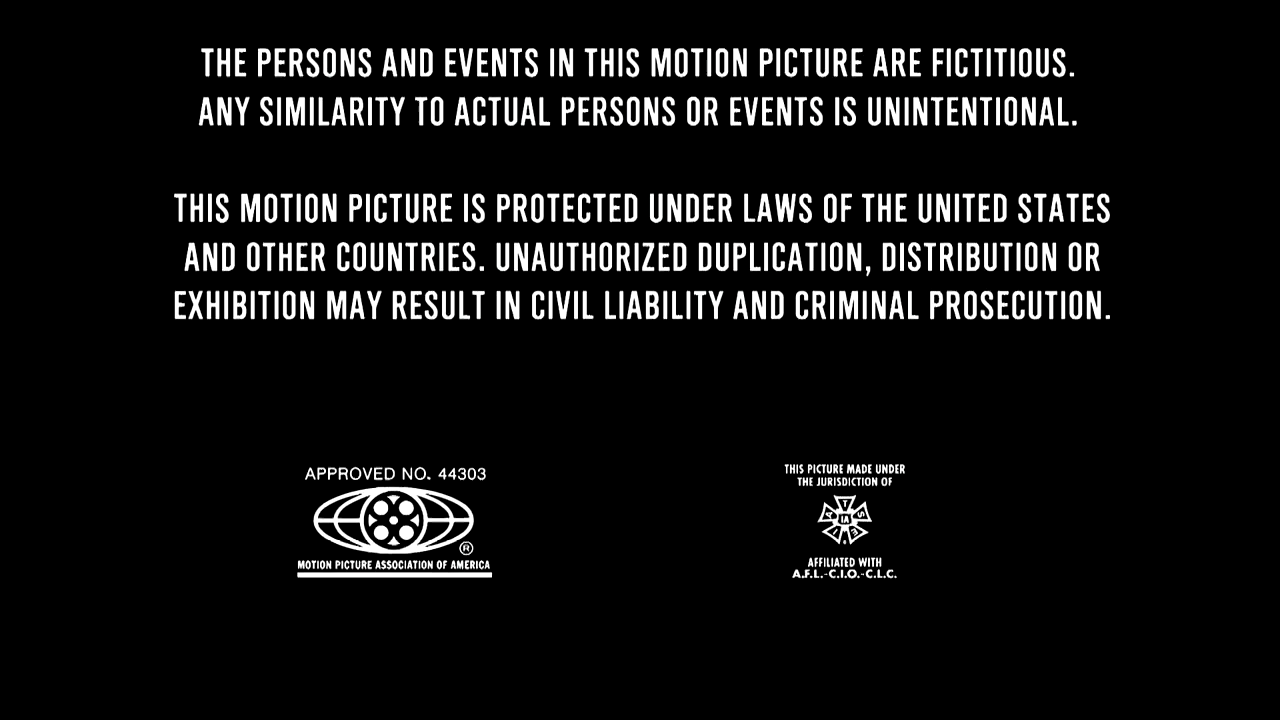 THE PERSONS AND EVENTS IN THIS MOTION PICTURE ARE FICTITIOUS.
ANY SIMILARITY TO ACTUAL PERSONS OR EVENTS IS UNINTENTIONAL.
THIS MOTION PICTURE IS PROTECTED UNDER LAWS OF THE UNITED STATES
AND OTHER COUNTRIES. UNAUTHORIZED DUPLICATION, DISTRIBUTION OR
EXHIBITION MAY RESULT IN CIVIL LIABILITY AND CRIMINAL PROSECUTION.
APPROVED NO. 44303
®
MOTION PICTURE ASSOCIATION OF AMERICA
THIS PICTURE MADE UNDER
THE JURISDICTION OF
I A T S E
IA
AFFILIATED WITH
A.F.L.-C.I.O.-C.L.C.